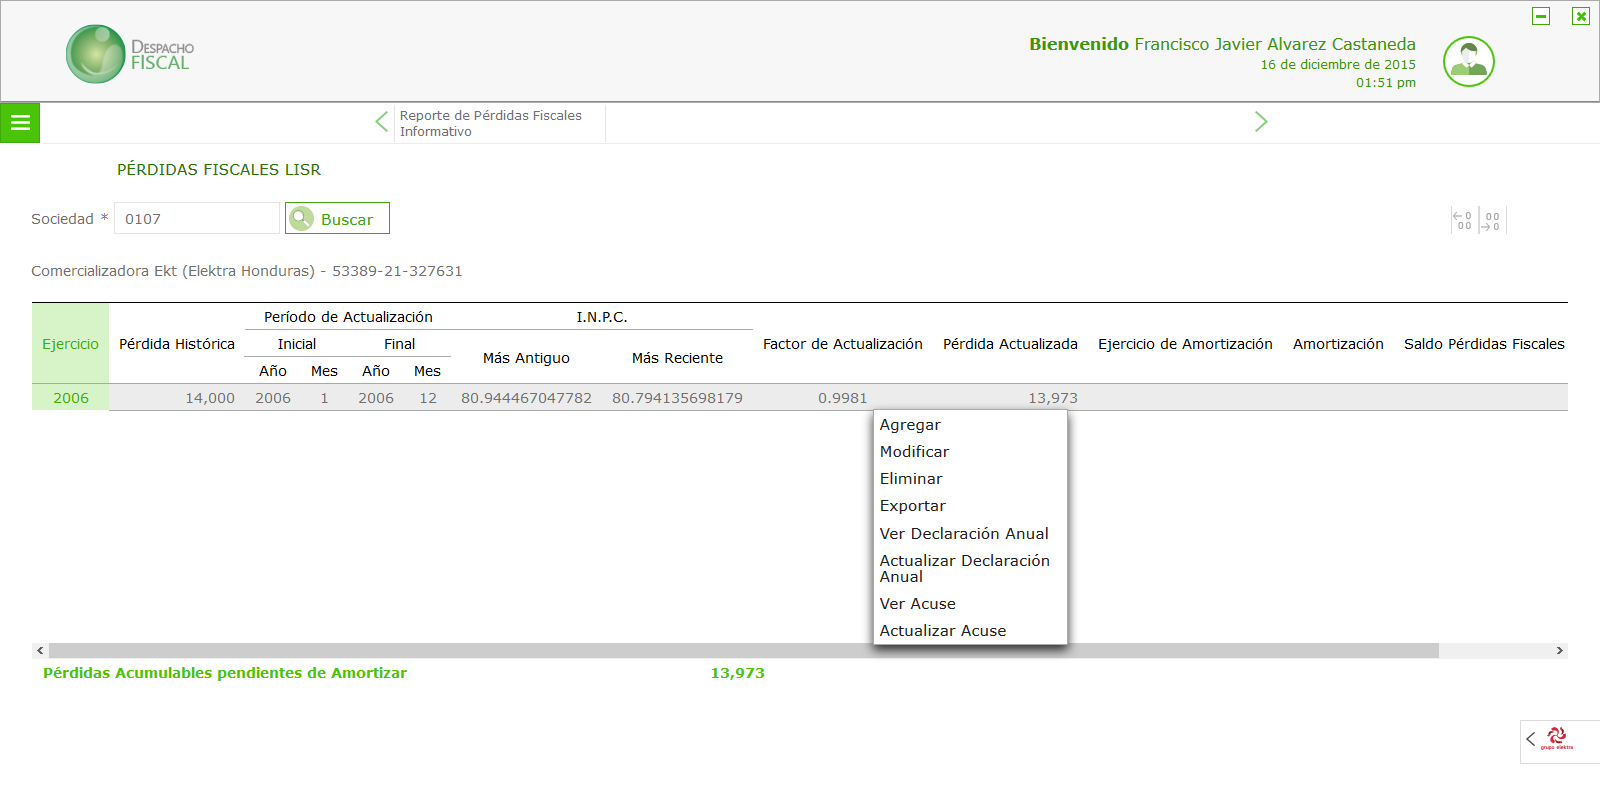 DESPACHO
FISCAL
Bienvenido Francisco Javier Alvarez Castaneda
16 de diciembre de 2015
01:51 pm
Reporte de Pérdidas Fiscales
Informativo
PÉRDIDAS FISCALES LISR
Sociedad * 0107 Buscar
0
00
00
0
Comercializadora Ekt (Elektra Honduras) - 53389-21-327631
Período de Actualización I.N.P.C.
Ejercicio Pérdida Histórica Inicial Final Más Antiguo Más Reciente Factor de Actualización Pérdida Actualizada Ejercicio de Amortización Amortización Saldo Pérdidas Fiscales
Año Mes Año Mes
2006 14,000 2006 1 2006 12 80.944467047782 80.794135698179 0.9981 13,973
Agregar
Modificar
Eliminar
Exportar
Ver Declaración Anual
Actualizar Declaración
Anual
Ver Acuse
Actualizar Acuse
Pérdidas Acumulables pendientes de Amortizar 13,973
grupo elektra